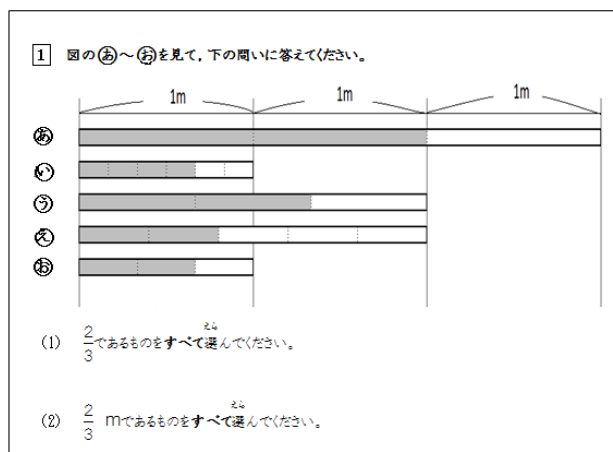 1 図のあ~おを見て,下の問いに答えてください。
1m 1m 1m
あ
い
う
え
お
(1) 2/3であるものをすべて選んでください。
えら
(2) 2/3 mであるものをすべて選んでください。
えら